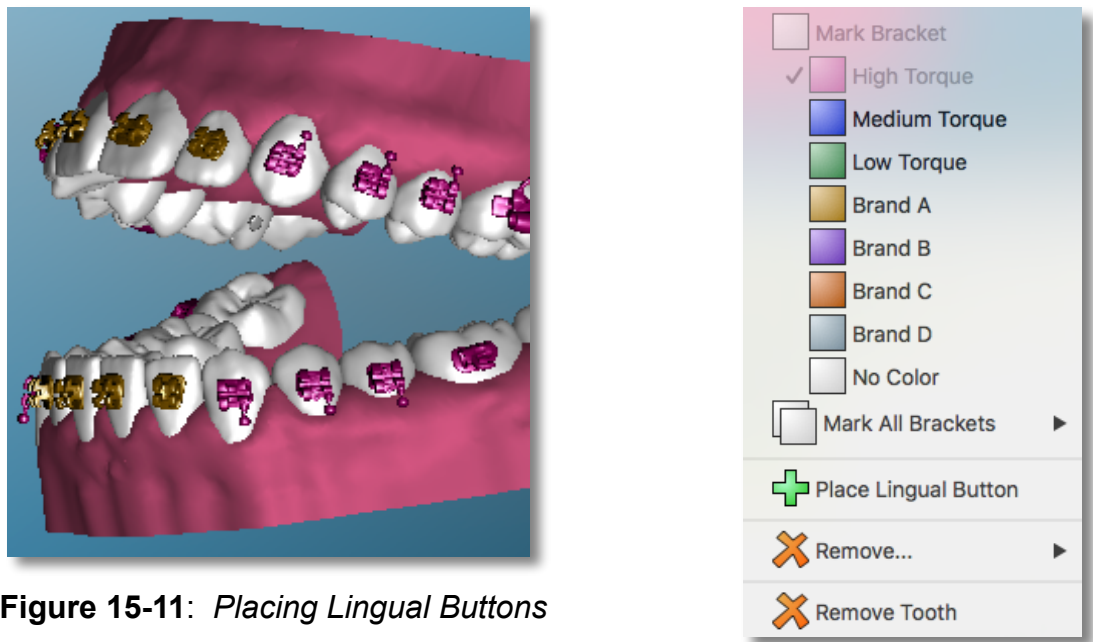 Mark Bracket
✓ High Torque
Medium Torque
Low Torque
Brand A
Brand B
Brand C
Brand D
No Color
Mark All Brackets
Place Lingual Button
Remove...
Remove Tooth
Figure 15-11: Placing Lingual Buttons